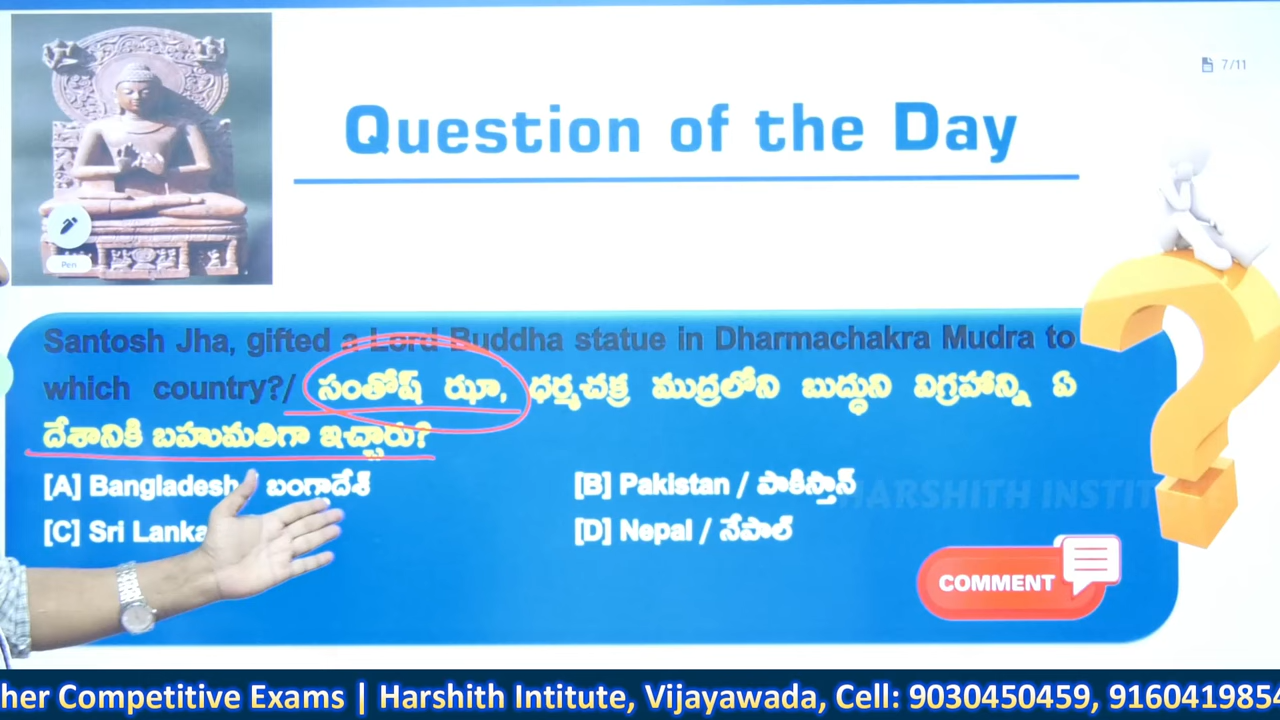 7/11
Question of the Day
Pen
Santosh Jha, gifted a Lord Buddha statue in Dharmachakra Mudra to
which country?/ సంతోష్ ఝా, ధర్మచక్ర ముద్రలోని బుద్ధుని విగ్రహాన్ని ఏ
దేశానికి బహుమతిగా ఇచ్చారు?
[A] Bangladesh / బంగ్లాదేశ్
[B] Pakistan / పాకిస్తాన్
HARSHITH INSTITUTE
[C] Sri Lanka
[D] Nepal / నేపాల్
COMMENT
her Competitive Exams | Harshith Intitute, Vijayawada, Cell: 9030450459, 9160419854